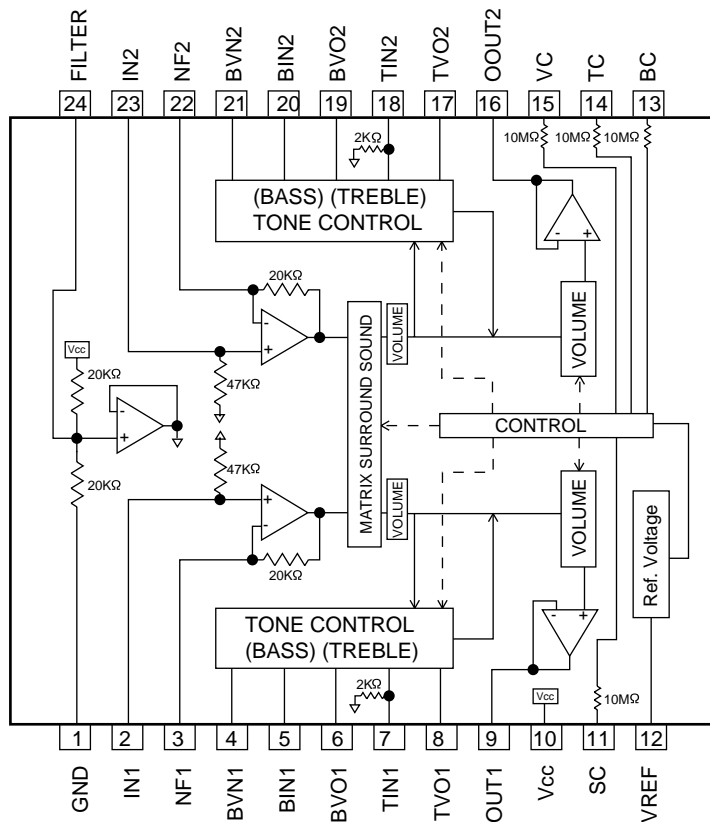 FILTER
IN2
NF2
BVN2
BIN2
BVO2
TIN2
TVO2
OOUT2
VC
TC
BC
24
23
22
21
20
19
18
17
16
15
14
13
2KΩ
10MΩ
10MΩ
10MΩ
(BASS) (TREBLE)
TONE CONTROL
- +
20KΩ
-
+
VOLUME
VOLUME
MATRIX SURROUND SOUND
Vcc
20KΩ
47KΩ
-
+
CONTROL
20KΩ
47KΩ
+
-
VOLUME
VOLUME
20KΩ
Ref. Voltage
TONE CONTROL
(BASS) (TREBLE)
- +
2KΩ
Vcc
10MΩ
1
2
3
4
5
6
7
8
9
10
11
12
GND
IN1
NF1
BVN1
BIN1
BVO1
TIN1
TVO1
OUT1
Vcc
SC
VREF